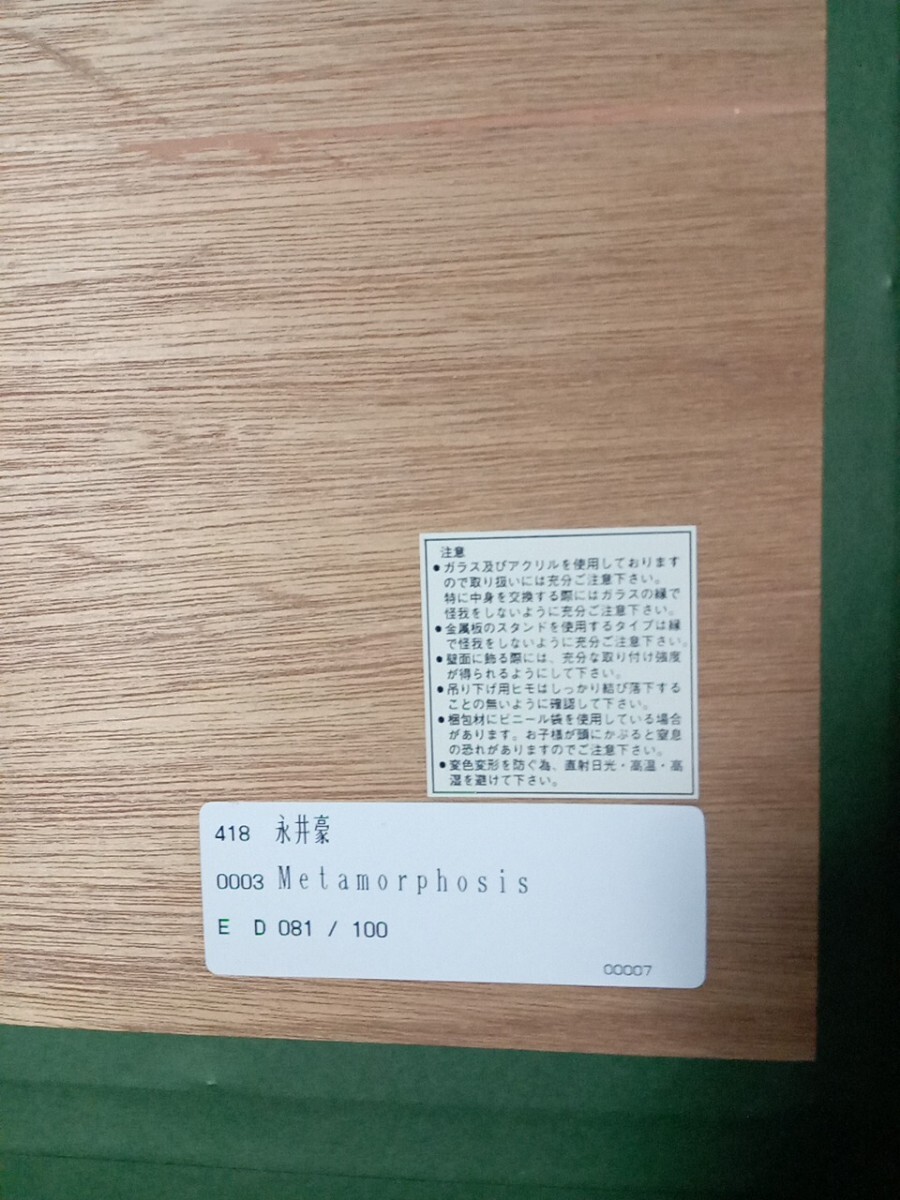 注意
●ガラス及びアクリルを使用しております
ので取り扱いには充分ご注意下さい。
特に中身を交換する際にはガラスの縁で
怪我をしないように充分ご注意下さい。
●金属板のスタンドを使用するタイプは縁
で怪我をしないように充分ご注意下さい。
●壁面に飾る際には、充分な取り付け強度
が得られるようにして下さい。
●吊り下げ用ヒモはしっかり結び落下する
ことの無いように確認して下さい。
●梱包材にビニール袋を使用している場合
があります。お子様が頭にかぶると窒息
の恐れがありますのでご注意下さい。
●変色変形を防ぐ為、直射日光・高温・高
湿を避けて下さい。
418 永井豪
0003 Metamorphosis
E D 081 / 100
00007